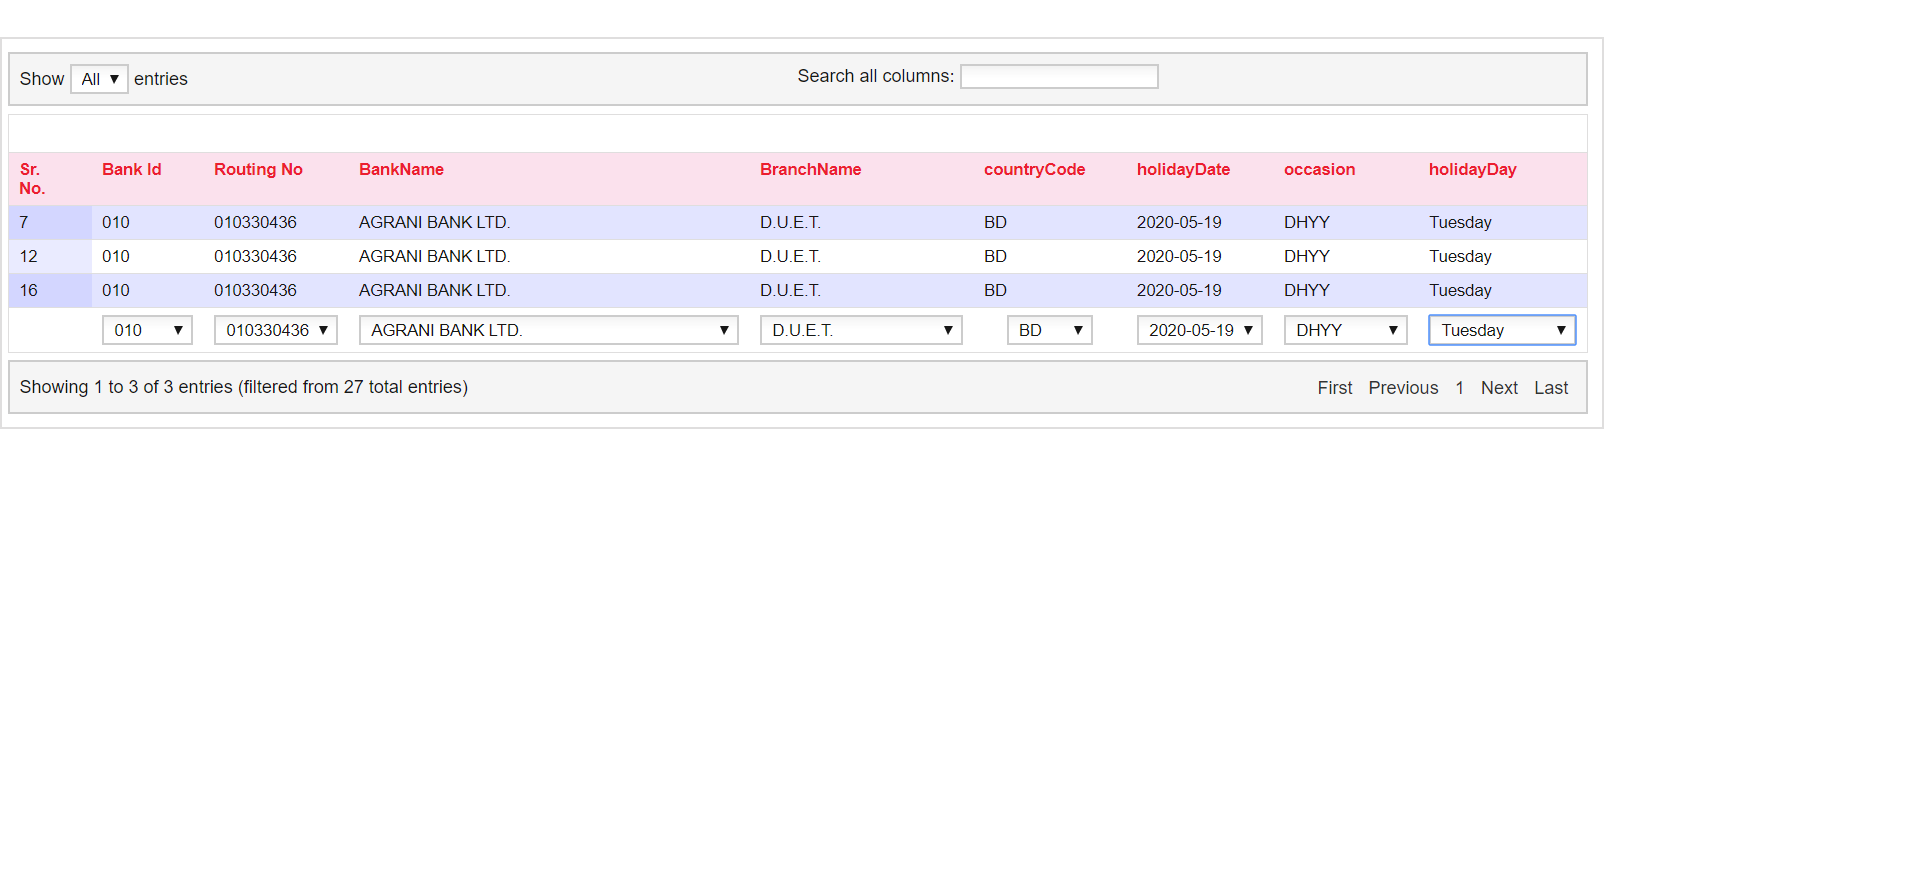 Show All entries Search all columns:
Sr. No. Bank Id Routing No BankName BranchName countryCode holidayDate occasion holidayDay
7 010 010330436 AGRANI BANK LTD. D.U.E.T. BD 2020-05-19 DHYY Tuesday
12 010 010330436 AGRANI BANK LTD. D.U.E.T. BD 2020-05-19 DHYY Tuesday
16 010 010330436 AGRANI BANK LTD. D.U.E.T. BD 2020-05-19 DHYY Tuesday
010 010330436 AGRANI BANK LTD. D.U.E.T. BD 2020-05-19 DHYY Tuesday
Showing 1 to 3 of 3 entries (filtered from 27 total entries) First Previous 1 Next Last